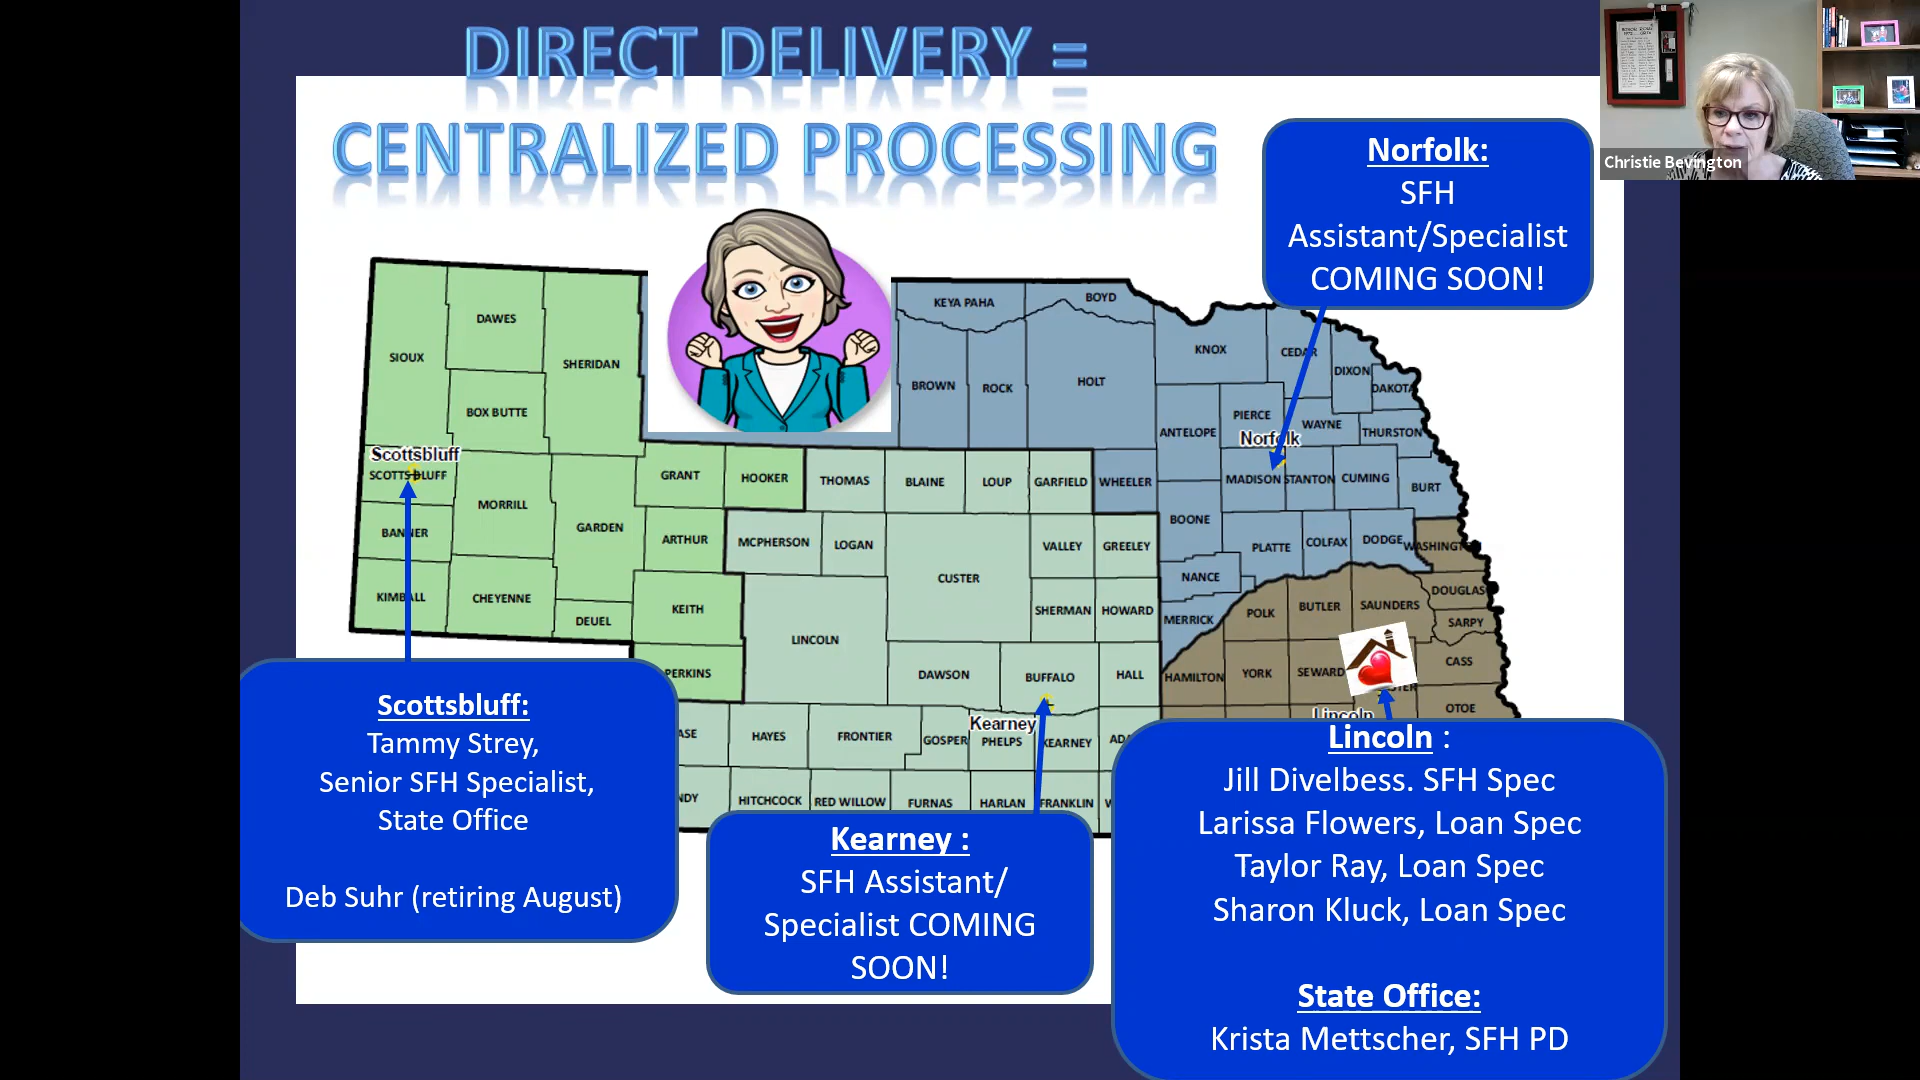 DIRECT DELIVERY =
CENTRALIZED PROCESSING
Christie Bevington
Norfolk:
SFH
Assistant/Specialist
COMING SOON!
KEYA PAHA
BOYD
DAWES
SIOUX
SHERIDAN
KNOX
CEDAR
DIXON
DAKOTA
BROWN
ROCK
HOLT
BOX BUTTE
PIERCE
WAYNE
ANTELOPE
THURSTON
Norfolk
Scottsbluff
SCOTTS BLUFF
GRANT
HOOKER
THOMAS
BLAINE
LOUP
GARFIELD
WHEELER
MADISON
STANTON
CUMING
BURT
MORRILL
GARDEN
BANNER
ARTHUR
MCPHERSON
LOGAN
VALLEY
GREELEY
BOONE
PLATTE
COLFAX
DODGE
WASHINGTON
CUSTER
NANCE
KIMBALL
CHEYENNE
DEUEL
KEITH
SHERMAN
HOWARD
MERRICK
POLK
BUTLER
SAUNDERS
DOUGLAS
SARPY
LINCOLN
PERKINS
DAWSON
BUFFALO
HALL
HAMILTON
YORK
SEWARD
CASS
OTOE
Lincoln
Kearney
HAYES
FRONTIER
GOSPER
PHELPS
KEARNEY
HITCHCOCK
RED WILLOW
FURNAS
HARLAN
FRANKLIN
Scottsbluff:
Tammy Strey,
Senior SFH Specialist,
State Office
Deb Suhr (retiring August)
Kearney :
SFH Assistant/
Specialist COMING
SOON!
Lincoln :
Jill Divelbess. SFH Spec
Larissa Flowers, Loan Spec
Taylor Ray, Loan Spec
Sharon Kluck, Loan Spec
State Office:
Krista Mettscher, SFH PD